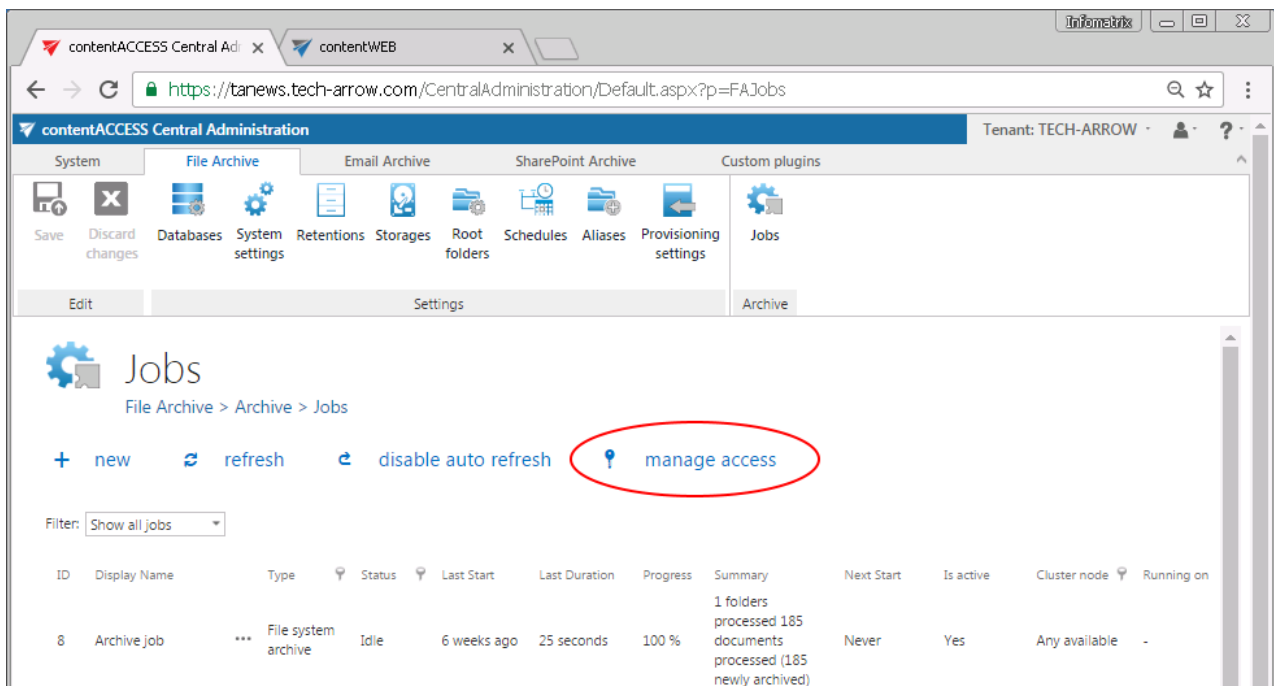 Infomatrix
contentACCESS Central Adr
contentWEB
https://tanews.tech-arrow.com/CentralAdministration/Default.aspx?p=FAJobs
contentACCESS Central Administration
Tenant: TECH-ARROW
?
System
File Archive
Email Archive
SharePoint Archive
Custom plugins
Save
Discard
changes
Databases
System
settings
Retentions
Storages
Root
folders
Schedules
Aliases
Provisioning
settings
Jobs
Edit
Settings
Archive
Jobs
File Archive > Archive > Jobs
+ new
refresh
disable auto refresh
manage access
Filter: Show all jobs
ID Display Name Type Status Last Start Last Duration Progress Summary Next Start Is active Cluster node Running on
8 Archive job ••• File system
archive
Idle 6 weeks ago 25 seconds 100 %
1 folders
processed 185
documents
processed (185
newly archived)
Never Yes Any available -